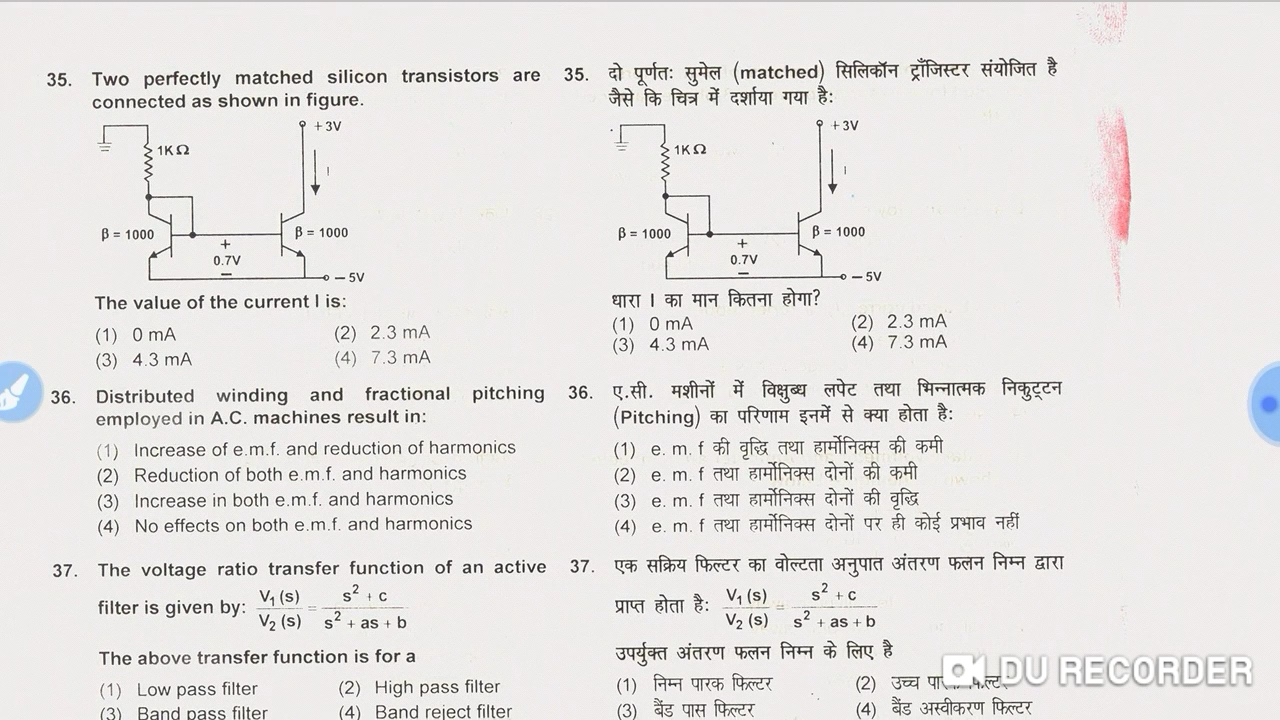 35. Two perfectly matched silicon transistors are
connected as shown in figure.
+3V
1KΩ
I
β = 1000
β = 1000
+
0.7V
–
– 5V
The value of the current I is:
(1) 0 mA
(2) 2.3 mA
(3) 4.3 mA
(4) 7.3 mA
36. Distributed winding and fractional pitching
employed in A.C. machines result in:
(1) Increase of e.m.f. and reduction of harmonics
(2) Reduction of both e.m.f. and harmonics
(3) Increase in both e.m.f. and harmonics
(4) No effects on both e.m.f. and harmonics
37. The voltage ratio transfer function of an active
filter is given by: V₁ (s) / V₂ (s) = s² + c / s² + as + b
The above transfer function is for a
(1) Low pass filter
(2) High pass filter
(3) Band pass filter
(4) Band reject filter
35. दो पूर्णतः सुमेल (matched) सिलिकॉन ट्राँजिस्टर संयोजित है
जैसे कि चित्र में दर्शाया गया है:
+3V
1KΩ
I
β = 1000
β = 1000
+
0.7V
–
– 5V
धारा I का मान कितना होगा?
(1) 0 mA
(2) 2.3 mA
(3) 4.3 mA
(4) 7.3 mA
36. ए.सी. मशीनों में विक्षुब्ध लपेट तथा भिन्नात्मक निकुट्टन
(Pitching) का परिणाम इनमें से क्या होता है:
(1) e. m. f की वृद्धि तथा हार्मोनिक्स की कमी
(2) e. m. f तथा हार्मोनिक्स दोनों की कमी
(3) e. m. f तथा हार्मोनिक्स दोनों की वृद्धि
(4) e. m. f तथा हार्मोनिक्स दोनों पर ही कोई प्रभाव नहीं
37. एक सक्रिय फिल्टर का वोल्टता अनुपात अंतरण फलन निम्न द्वारा
प्राप्त होता है: V₁ (s) / V₂ (s) = s² + c / s² + as + b
उपर्युक्त अंतरण फलन निम्न के लिए है
(1) निम्न पारक फिल्टर
(2) उच्च पारक फिल्टर
(3) बैंड पास फिल्टर
(4) बैंड अस्वीकरण फिल्टर
DU RECORDER